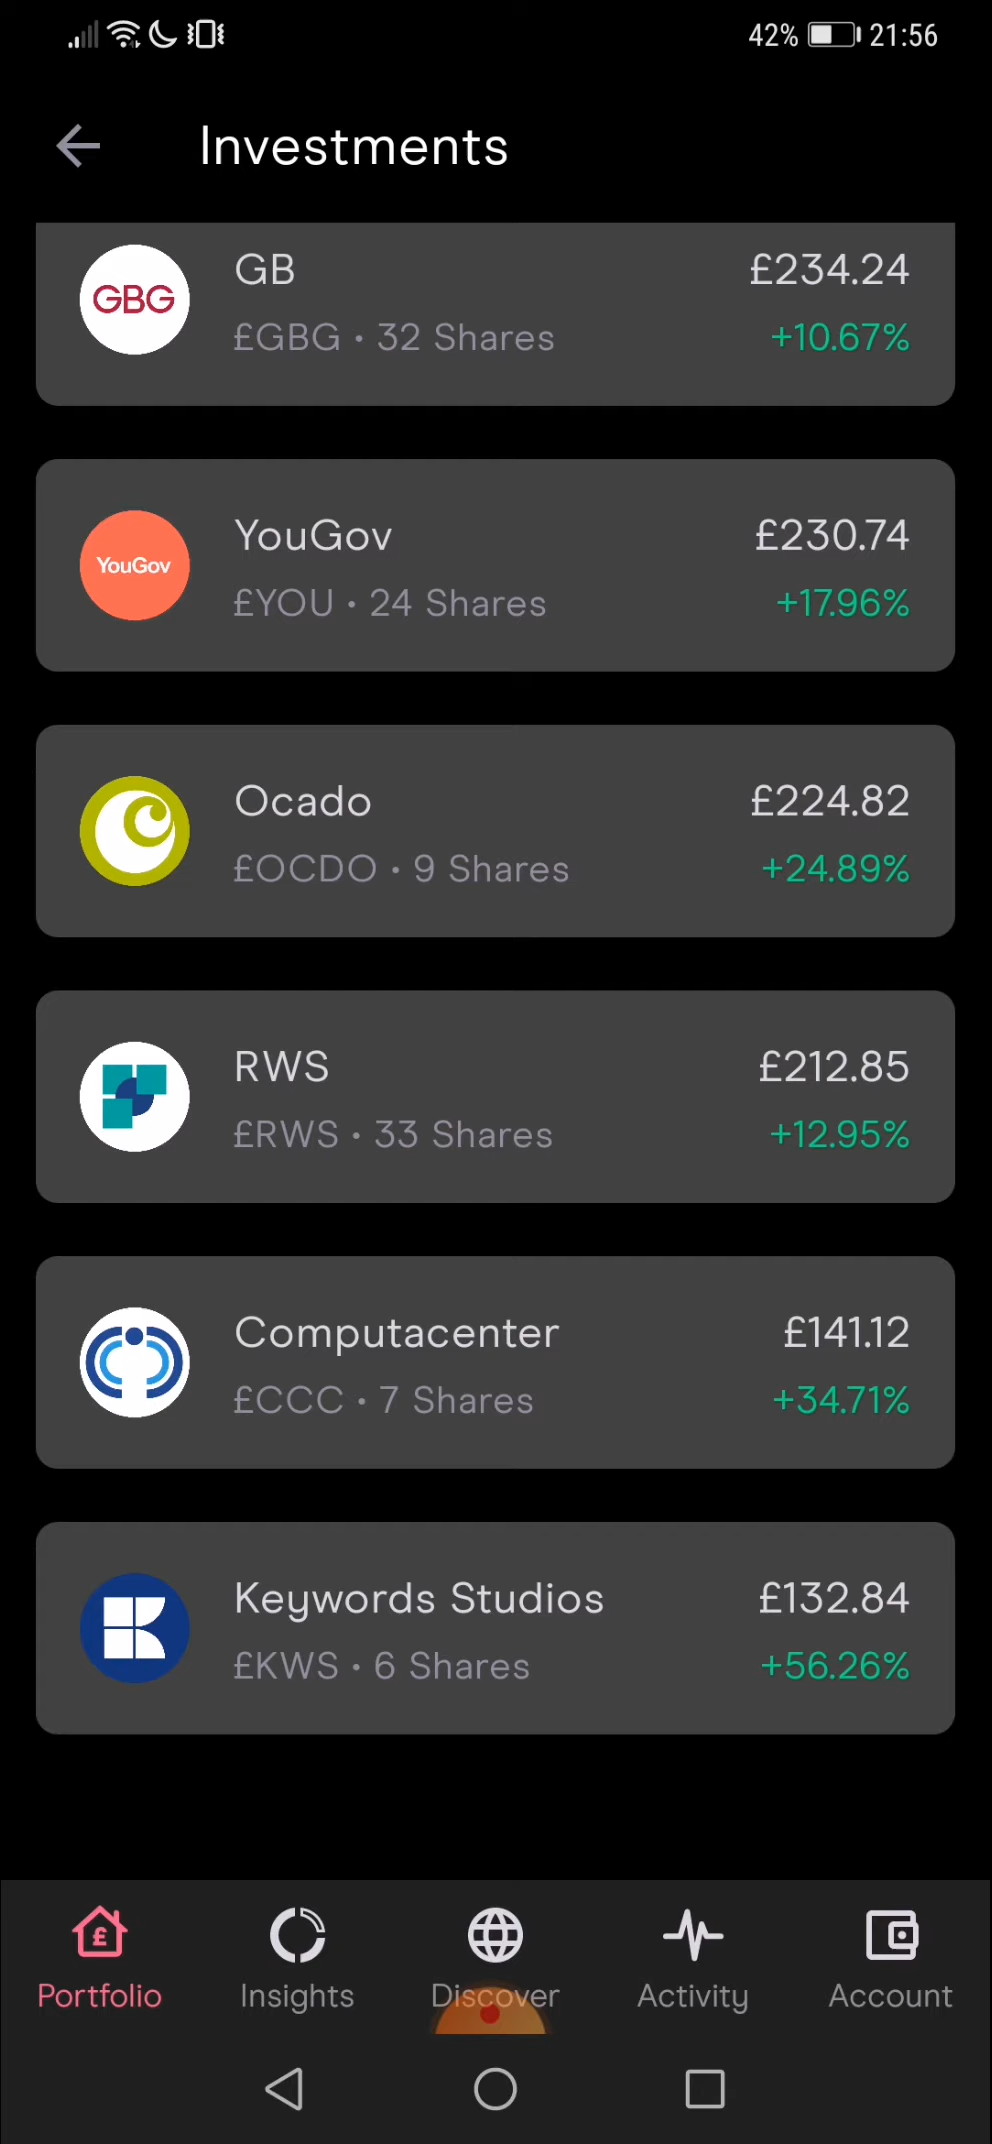 42% 21:56
Investments
GBG
GB
£234.24
£GBG • 32 Shares
+10.67%
YouGov
YouGov
£230.74
£YOU • 24 Shares
+17.96%
Ocado
£224.82
£OCDO • 9 Shares
+24.89%
RWS
£212.85
£RWS • 33 Shares
+12.95%
Computacenter
£141.12
£CCC • 7 Shares
+34.71%
Keywords Studios
£132.84
£KWS • 6 Shares
+56.26%
Portfolio Insights Discover Activity Account